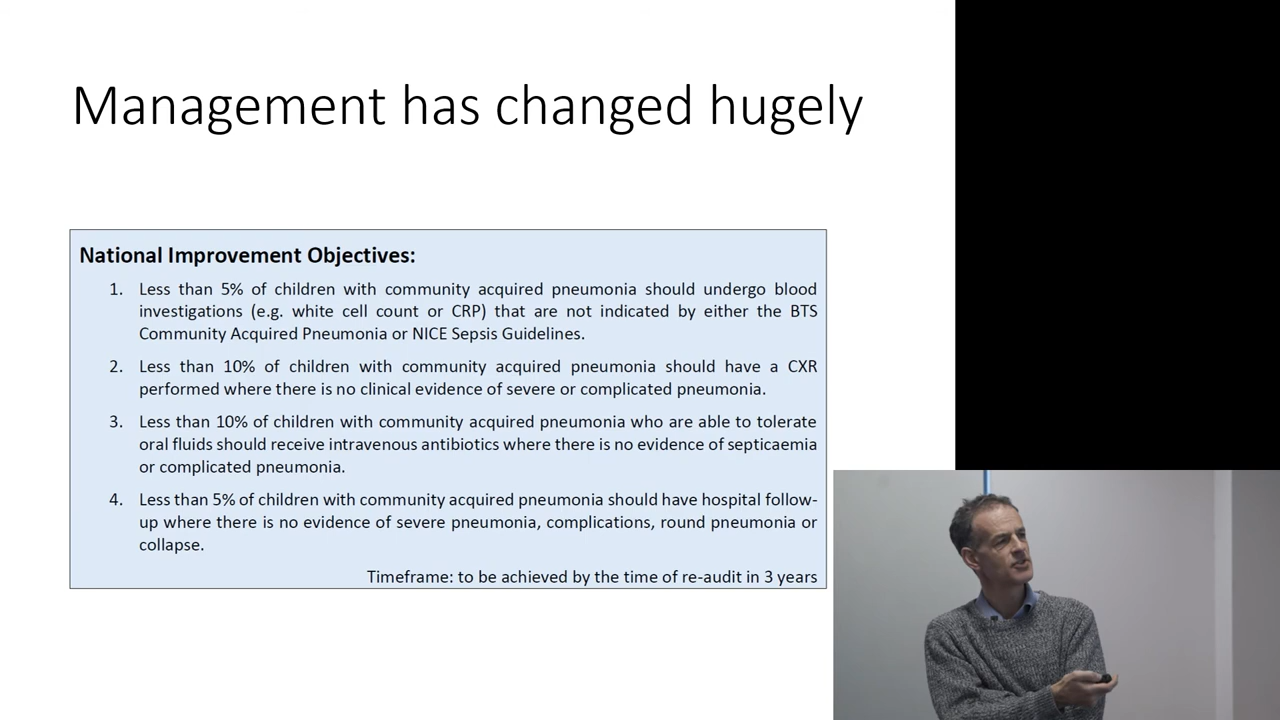 Management has changed hugely
National Improvement Objectives:
1. Less than 5% of children with community acquired pneumonia should undergo blood
investigations (e.g. white cell count or CRP) that are not indicated by either the BTS
Community Acquired Pneumonia or NICE Sepsis Guidelines.
2. Less than 10% of children with community acquired pneumonia should have a CXR
performed where there is no clinical evidence of severe or complicated pneumonia.
3. Less than 10% of children with community acquired pneumonia who are able to tolerate
oral fluids should receive intravenous antibiotics where there is no evidence of septicaemia
or complicated pneumonia.
4. Less than 5% of children with community acquired pneumonia should have hospital follow-
up where there is no evidence of severe pneumonia, complications, round pneumonia or
collapse.
Timeframe: to be achieved by the time of re-audit in 3 years